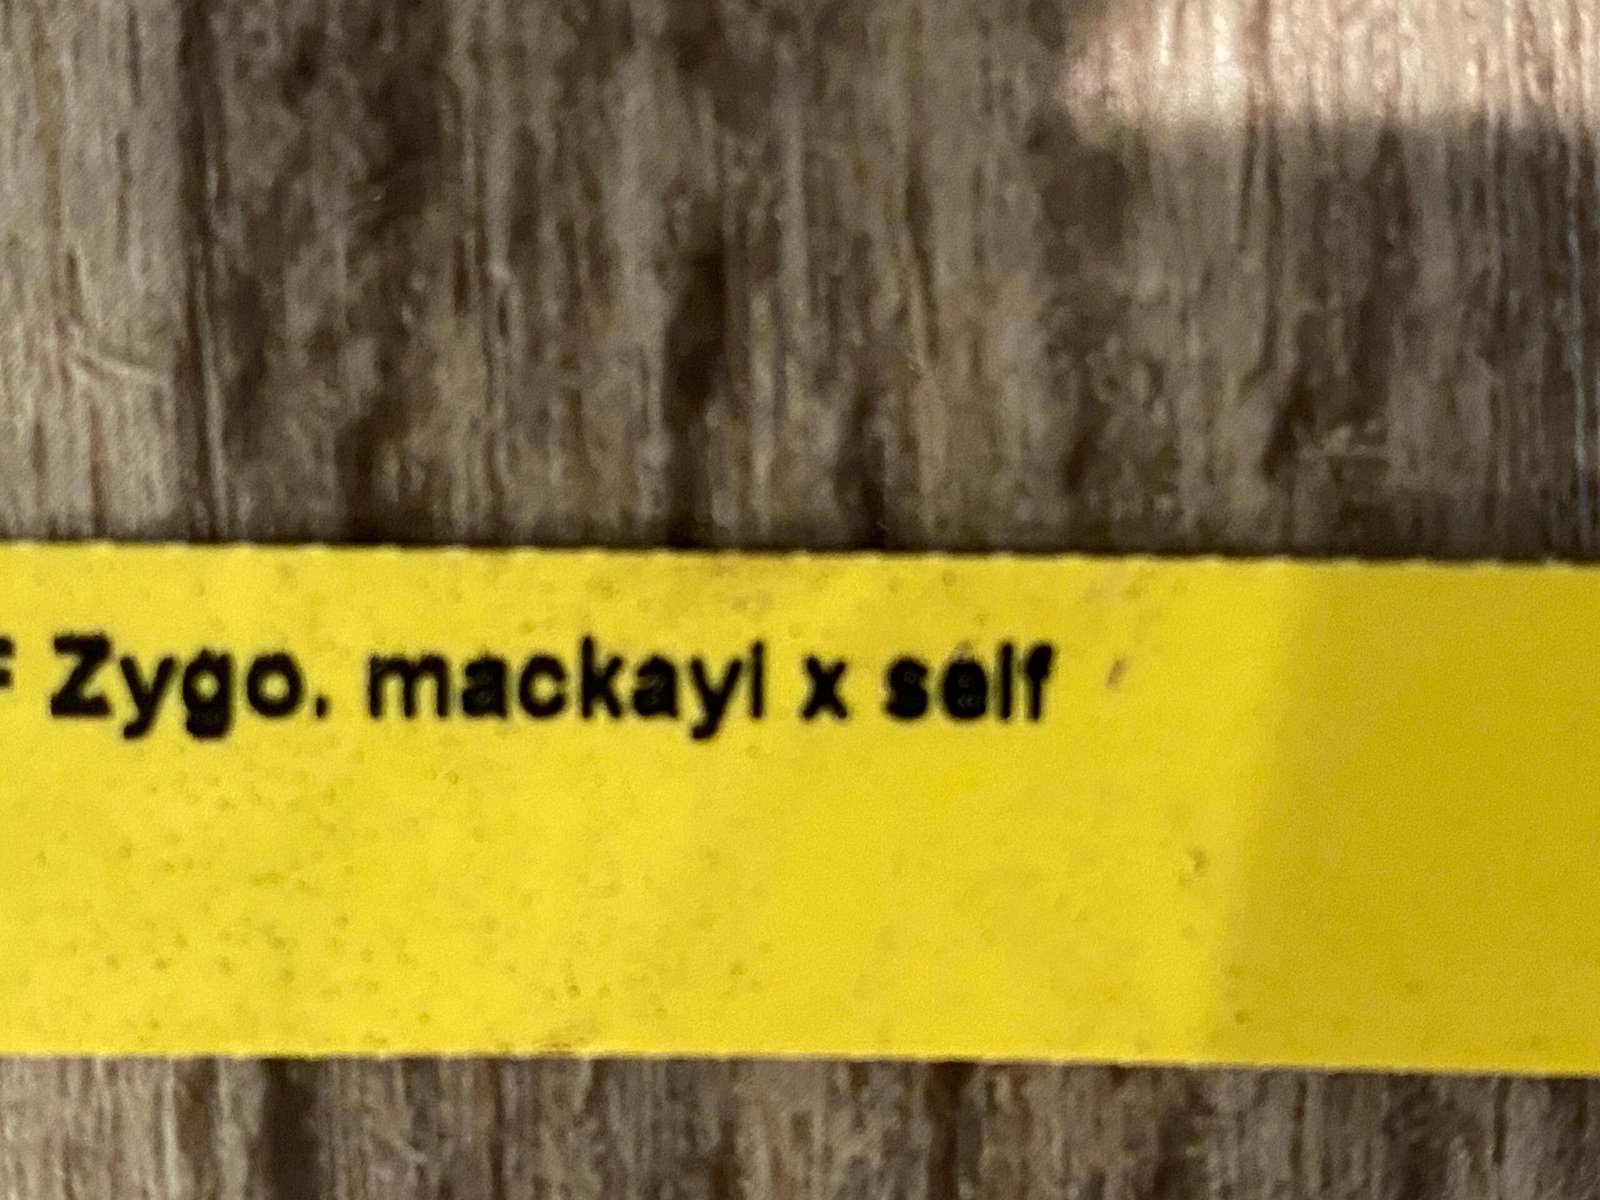 Zygo. mackayi x self